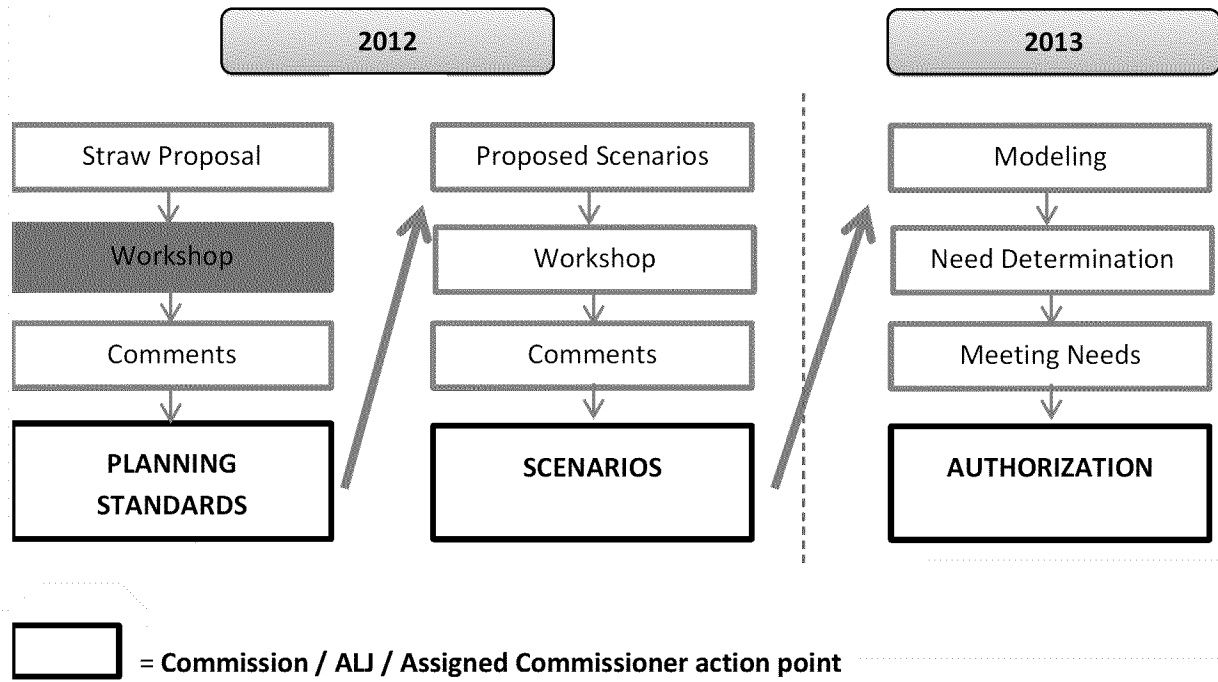 2012
2013
Straw Proposal
Workshop
Comments
PLANNING
STANDARDS
Proposed Scenarios
Workshop
Comments
SCENARIOS
Modeling
Need Determination
Meeting Needs
AUTHORIZATION
= Commission / ALJ / Assigned Commissioner action point